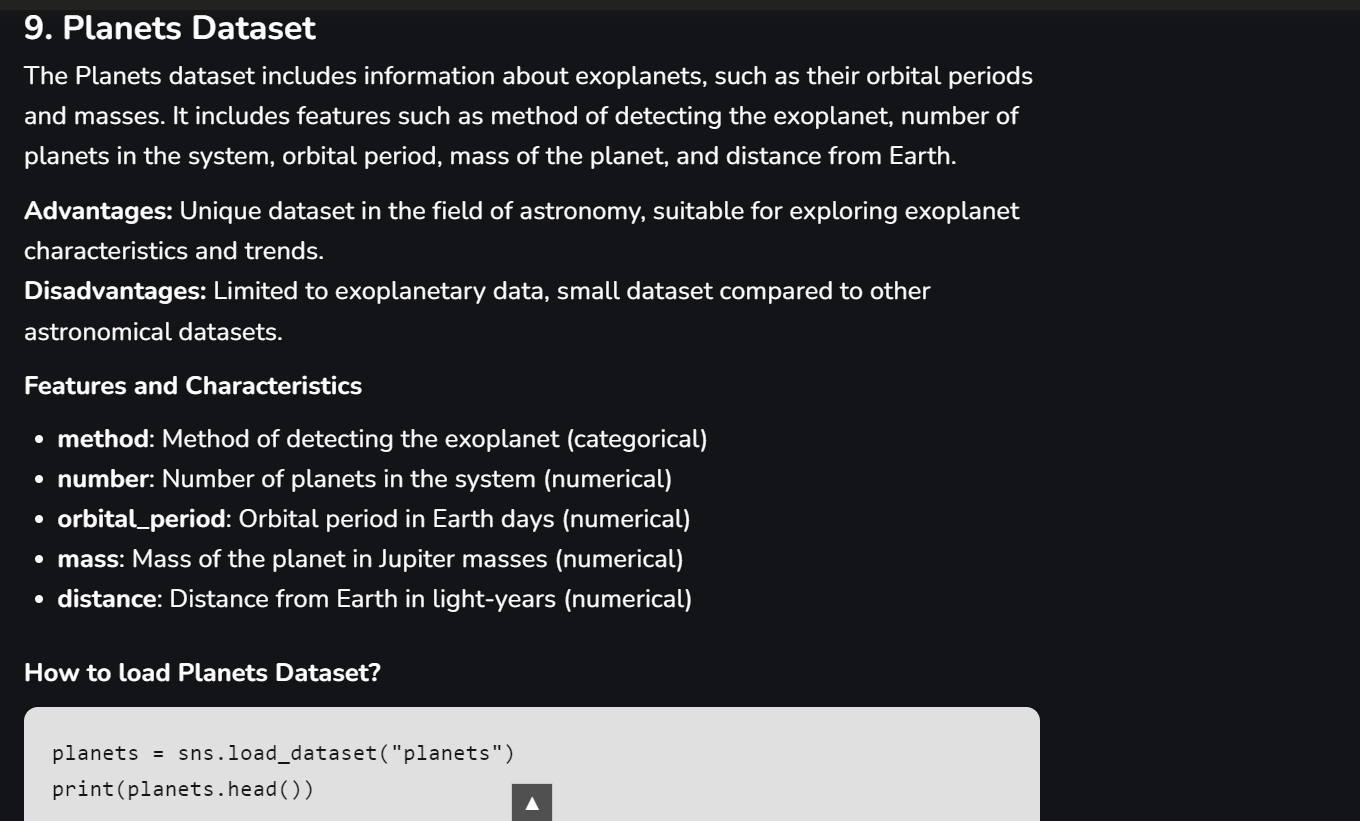 9. Planets Dataset
The Planets dataset includes information about exoplanets, such as their orbital periods
and masses. It includes features such as method of detecting the exoplanet, number of
planets in the system, orbital period, mass of the planet, and distance from Earth.
Advantages: Unique dataset in the field of astronomy, suitable for exploring exoplanet
characteristics and trends.
Disadvantages: Limited to exoplanetary data, small dataset compared to other
astronomical datasets.
Features and Characteristics
• method: Method of detecting the exoplanet (categorical)
• number: Number of planets in the system (numerical)
• orbital_period: Orbital period in Earth days (numerical)
• mass: Mass of the planet in Jupiter masses (numerical)
• distance: Distance from Earth in light-years (numerical)
How to load Planets Dataset?
planets = sns.load_dataset("planets")
print(planets.head())